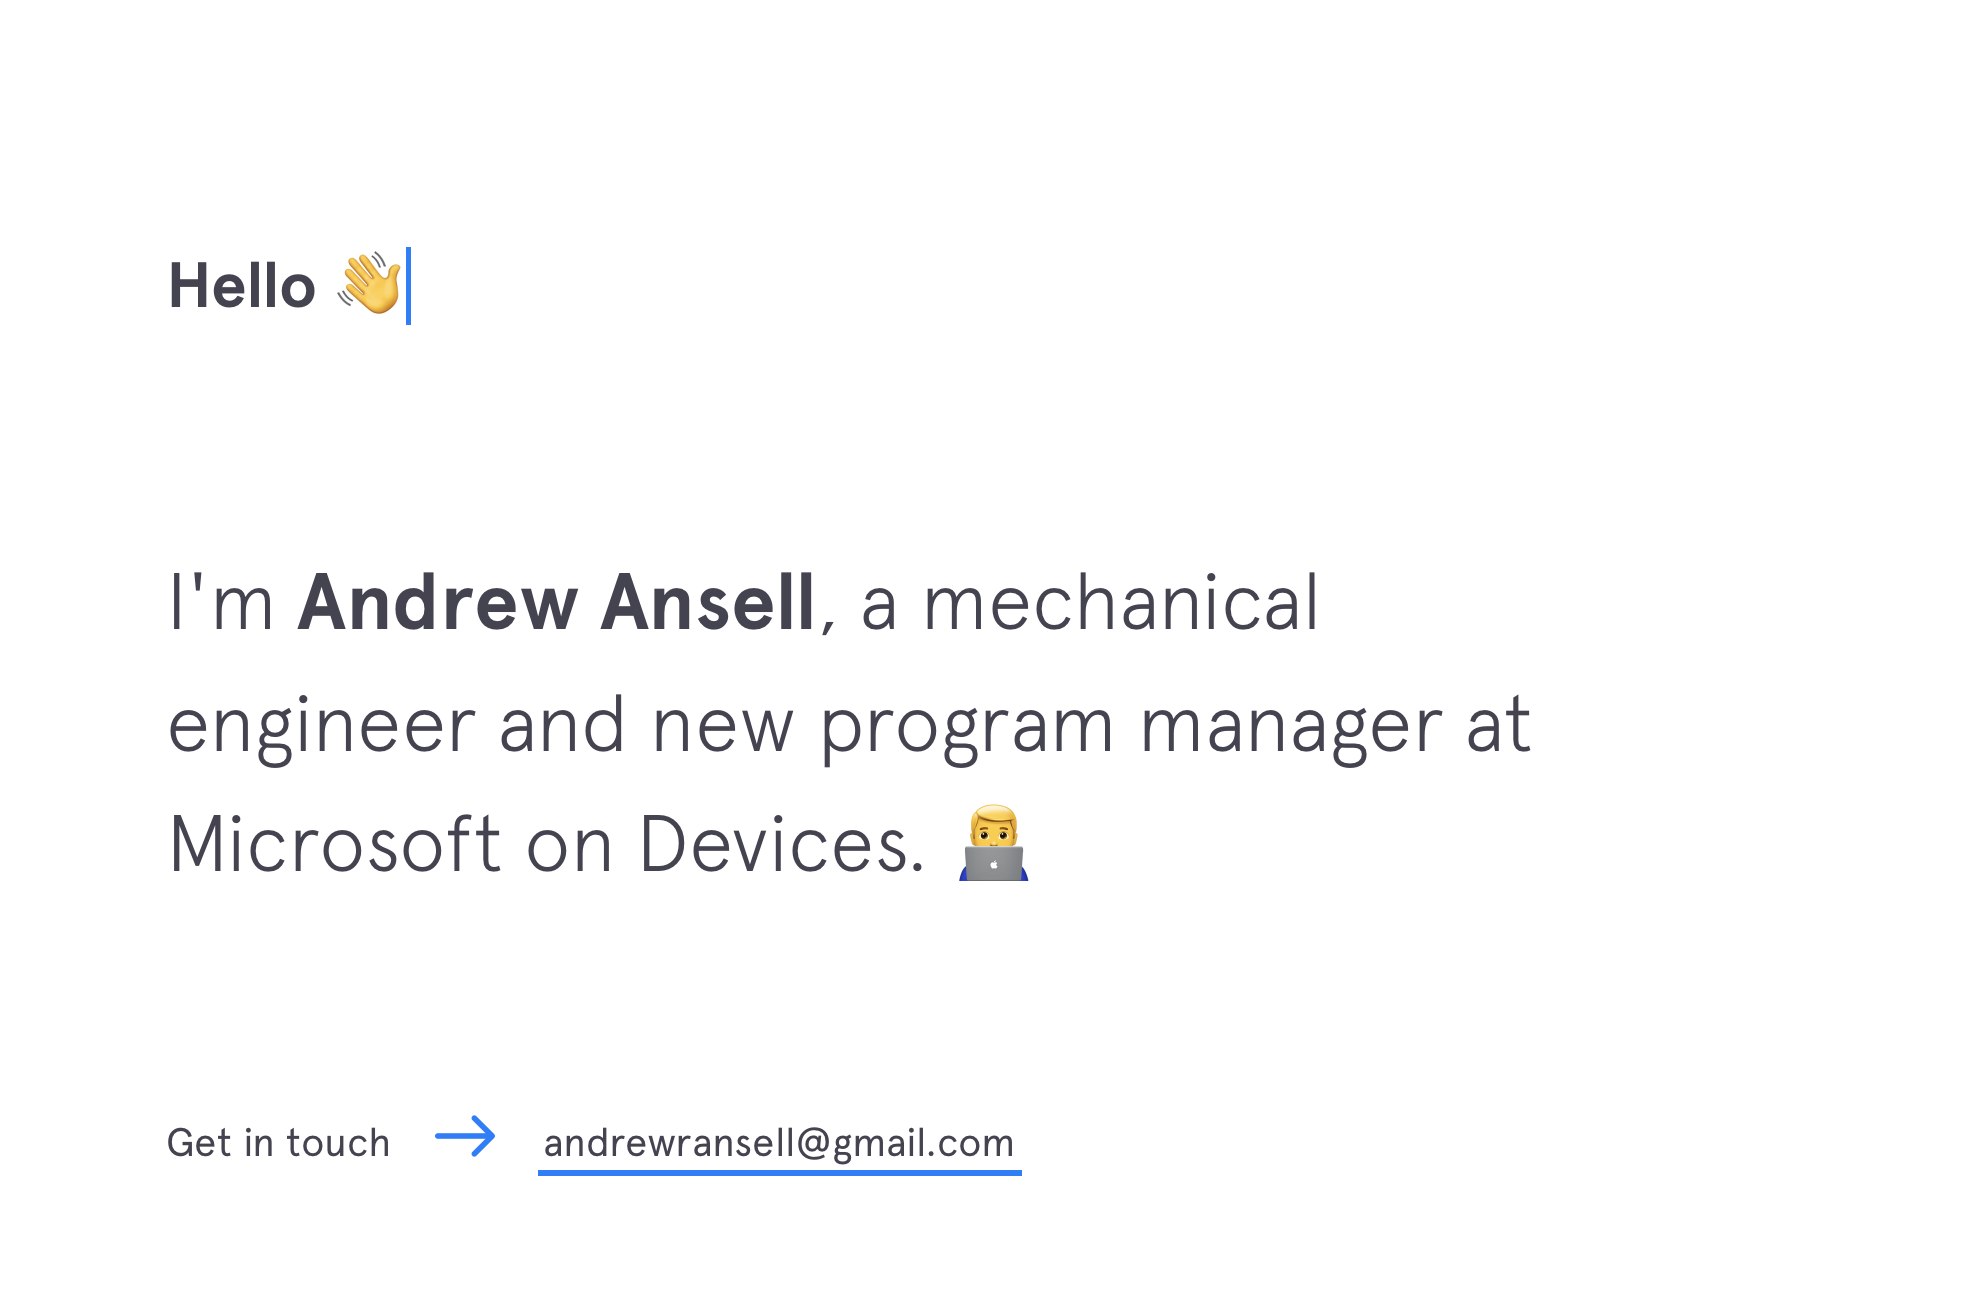 Hello 👋
I'm Andrew Ansell, a mechanical
engineer and new program manager at
Microsoft on Devices. 👨‍💻
Get in touch → andrewransell@gmail.com